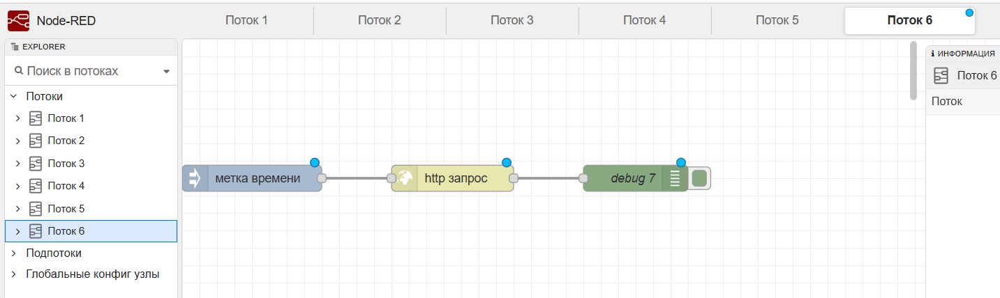 Node-RED
Поток 1
Поток 2
Поток 3
Поток 4
Поток 5
Поток 6
EXPLORER
Поиск в потоках
Потоки
Поток 1
Поток 2
Поток 3
Поток 4
Поток 5
Поток 6
Подпотоки
Глобальные конфиг узлы
метка времени
http запрос
debug 7
ИНФОРМАЦИЯ
Поток 6
Поток